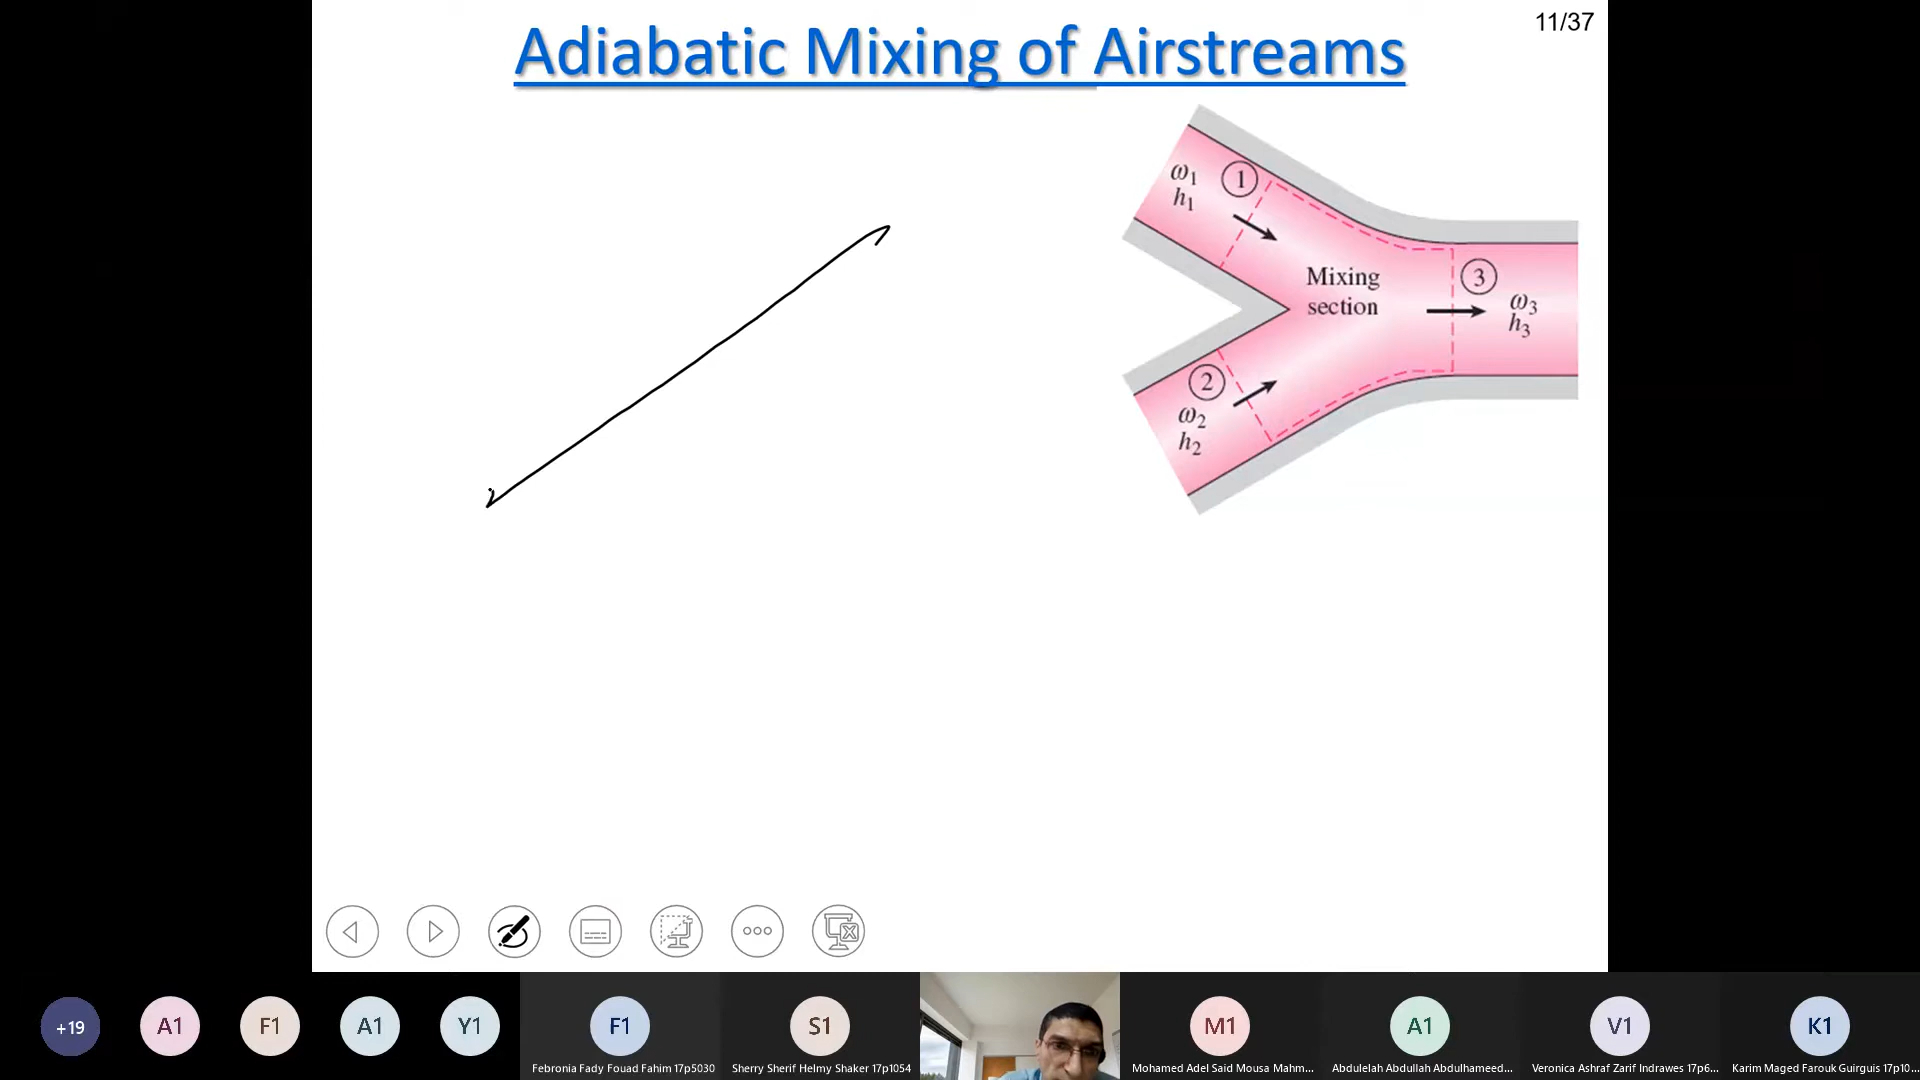 11/37
Adiabatic Mixing of Airstreams
ω1
h1
1
Mixing
section
3
ω3
h3
2
ω2
h2
+19
A1
F1
A1
Y1
F1
Febronia Fady Fouad Fahim 17p5030
S1
Sherry Sherif Helmy Shaker 17p1054
M1
Mohamed Adel Said Mousa Mahm...
A1
Abdulelah Abdullah Abdulhameed...
V1
Veronica Ashraf Zarif Indrawes 17p6...
K1
Karim Maged Farouk Guirguis 17p10...